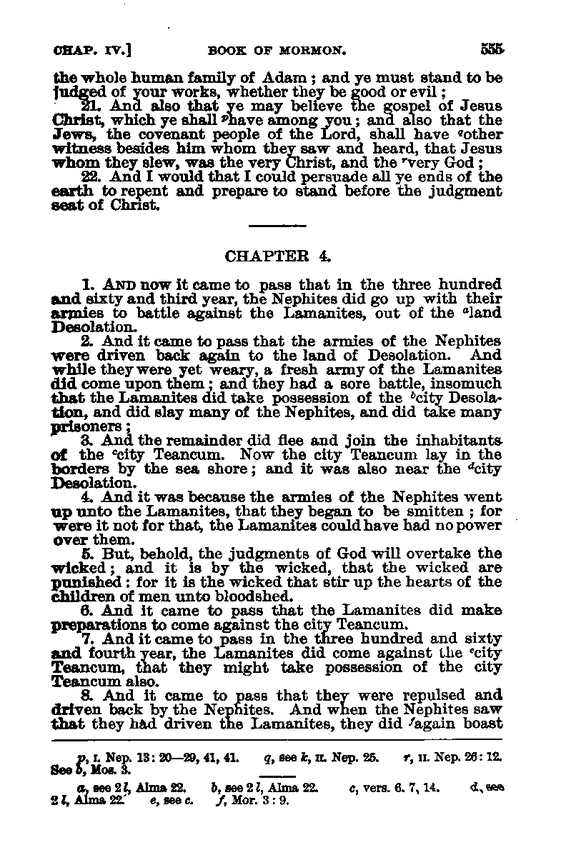 CHAP. IV.] BOOK OF MORMON. 555
the whole human family of Adam; and ye must stand to be
judged of your works, whether they be good or evil;
21. And also that ye may believe the gospel of Jesus
Christ, which ye shall ᵖhave among you; and also that the
Jews, the covenant people of the Lord, shall have ᑫother
witness besides him whom they saw and heard, that Jesus
whom they slew, was the very Christ, and the ʳvery God;
22. And I would that I could persuade all ye ends of the
earth to repent and prepare to stand before the judgment
seat of Christ.
CHAPTER 4.
1. AND now it came to pass that in the three hundred
and sixty and third year, the Nephites did go up with their
armies to battle against the Lamanites, out of the ᵃland
Desolation.
2. And it came to pass that the armies of the Nephites
were driven back again to the land of Desolation. And
while they were yet weary, a fresh army of the Lamanites
did come upon them; and they had a sore battle, insomuch
that the Lamanites did take possession of the ᵇcity Desola-
tion, and did slay many of the Nephites, and did take many
prisoners;
3. And the remainder did flee and join the inhabitants
of the ᶜcity Teancum. Now the city Teancum lay in the
borders by the sea shore; and it was also near the ᵈcity
Desolation.
4. And it was because the armies of the Nephites went
up unto the Lamanites, that they began to be smitten; for
were it not for that, the Lamanites could have had no power
over them.
5. But, behold, the judgments of God will overtake the
wicked; and it is by the wicked, that the wicked are
punished: for it is the wicked that stir up the hearts of the
children of men unto bloodshed.
6. And it came to pass that the Lamanites did make
preparations to come against the city Teancum.
7. And it came to pass in the three hundred and sixty
and fourth year, the Lamanites did come against the ᵉcity
Teancum, that they might take possession of the city
Teancum also.
8. And it came to pass that they were repulsed and
driven back by the Nephites. And when the Nephites saw
that they had driven the Lamanites, they did ᶠagain boast
p, I. Nep. 13: 20—29, 41, 41. q, see k, II. Nep. 25. r, II. Nep. 26: 12.
See b, Mos. 3.
a, see 2 l, Alma 22. b, see 2 l, Alma 22. c, vers. 6. 7, 14. d, see
2 l, Alma 22. e, see c. f, Mor. 3: 9.